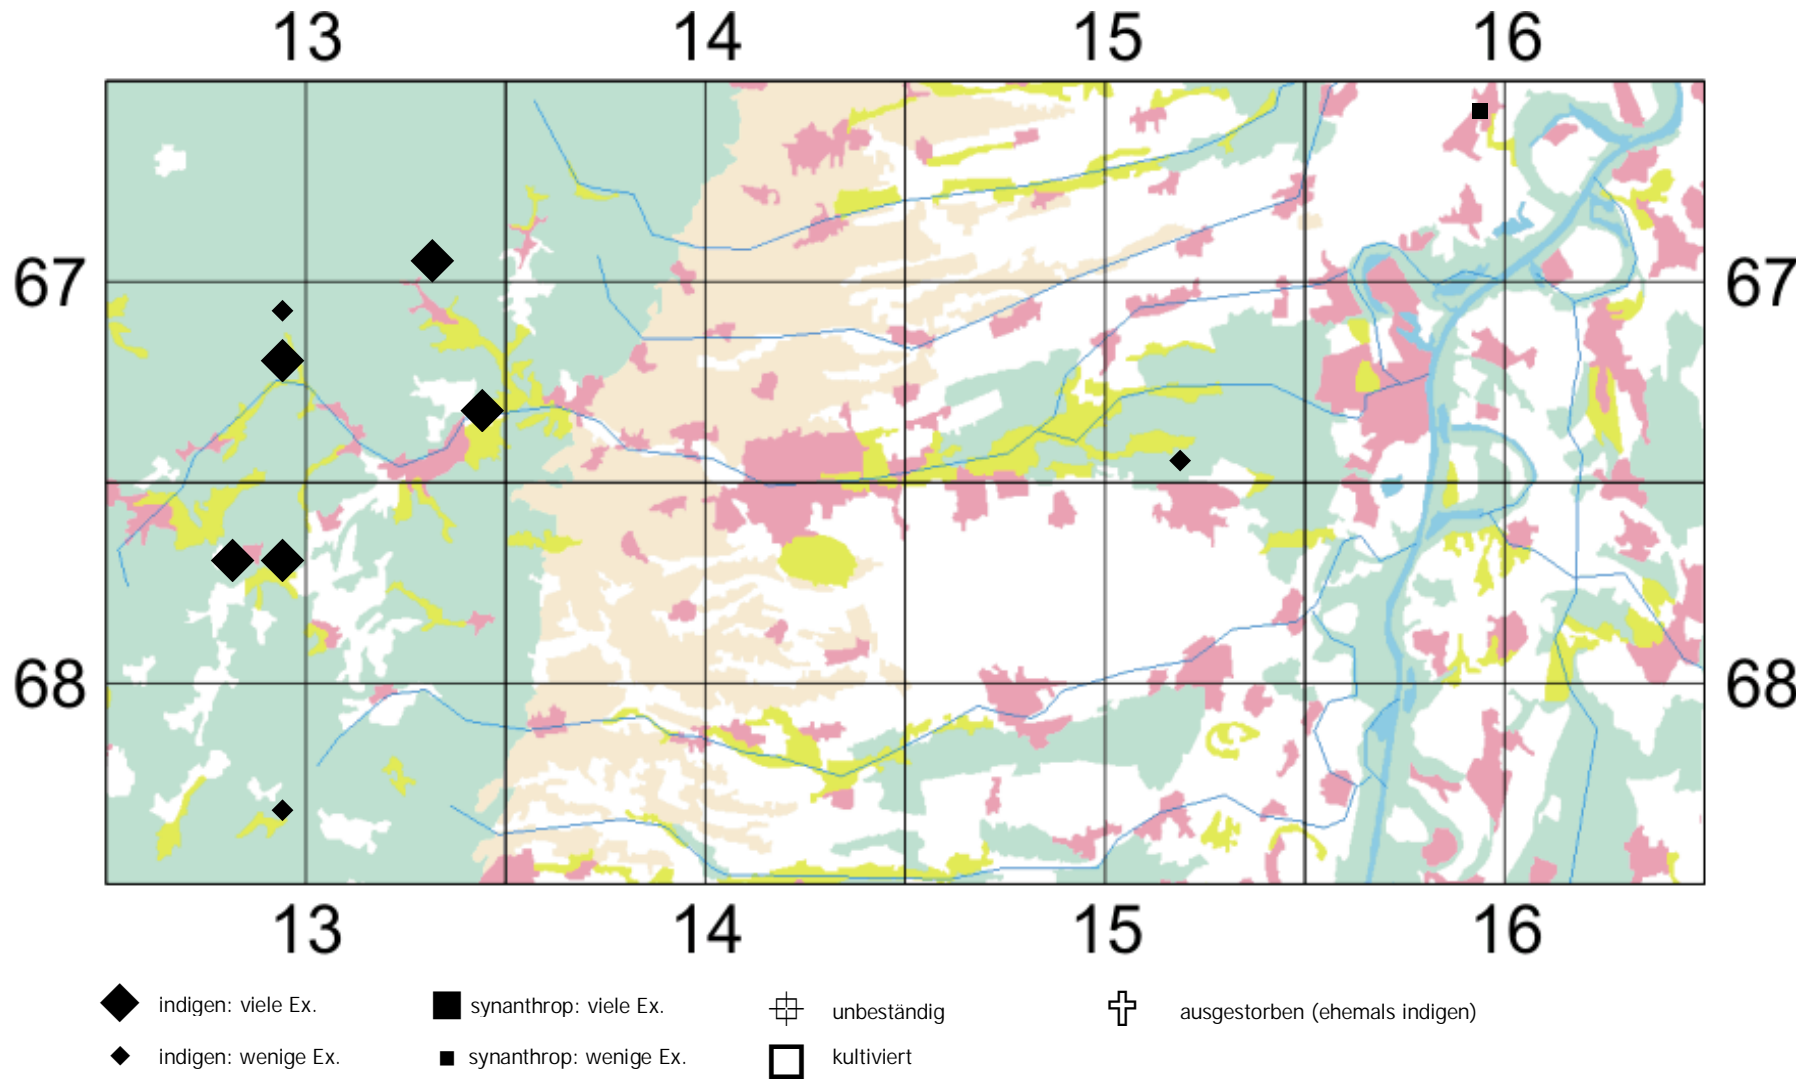 13 14 15 16
67 67
68 68
13 14 15 16
indigen: viele Ex. synanthrop: viele Ex. unbeständig ausgestorben (ehemals indigen)
indigen: wenige Ex. synanthrop: wenige Ex. kultiviert